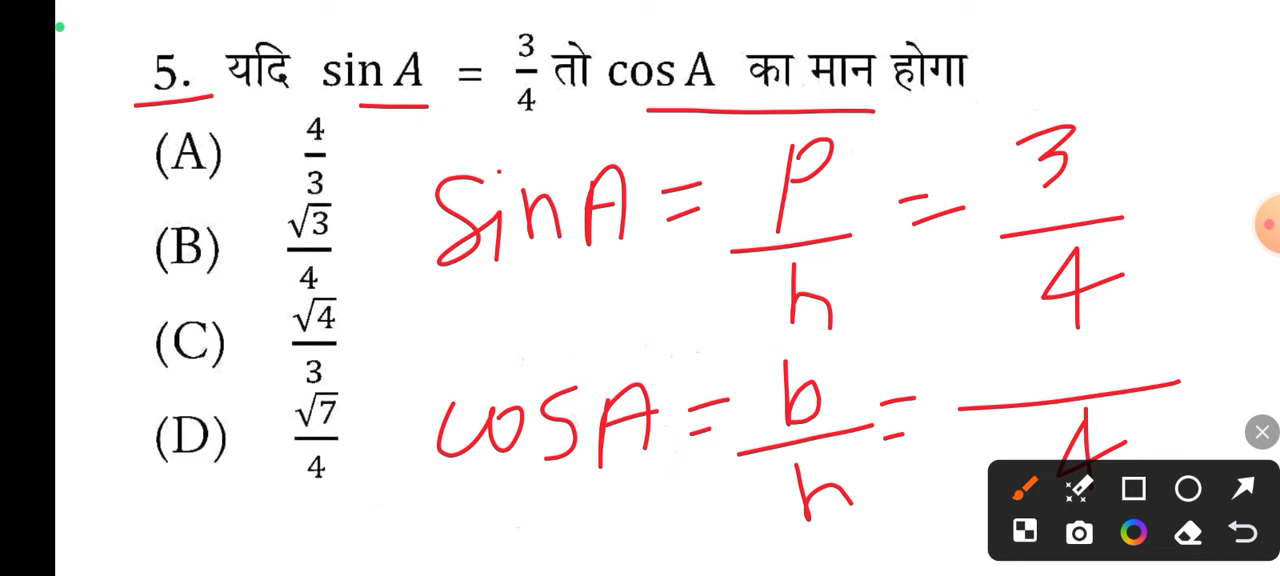 5. यदि sin A = 3/4 तो cos A का मान होगा
(A) 4/3
(B) √3/4
(C) √4/3
(D) √7/4
sinA = p/h = 3/4
cosA = b/h = /4